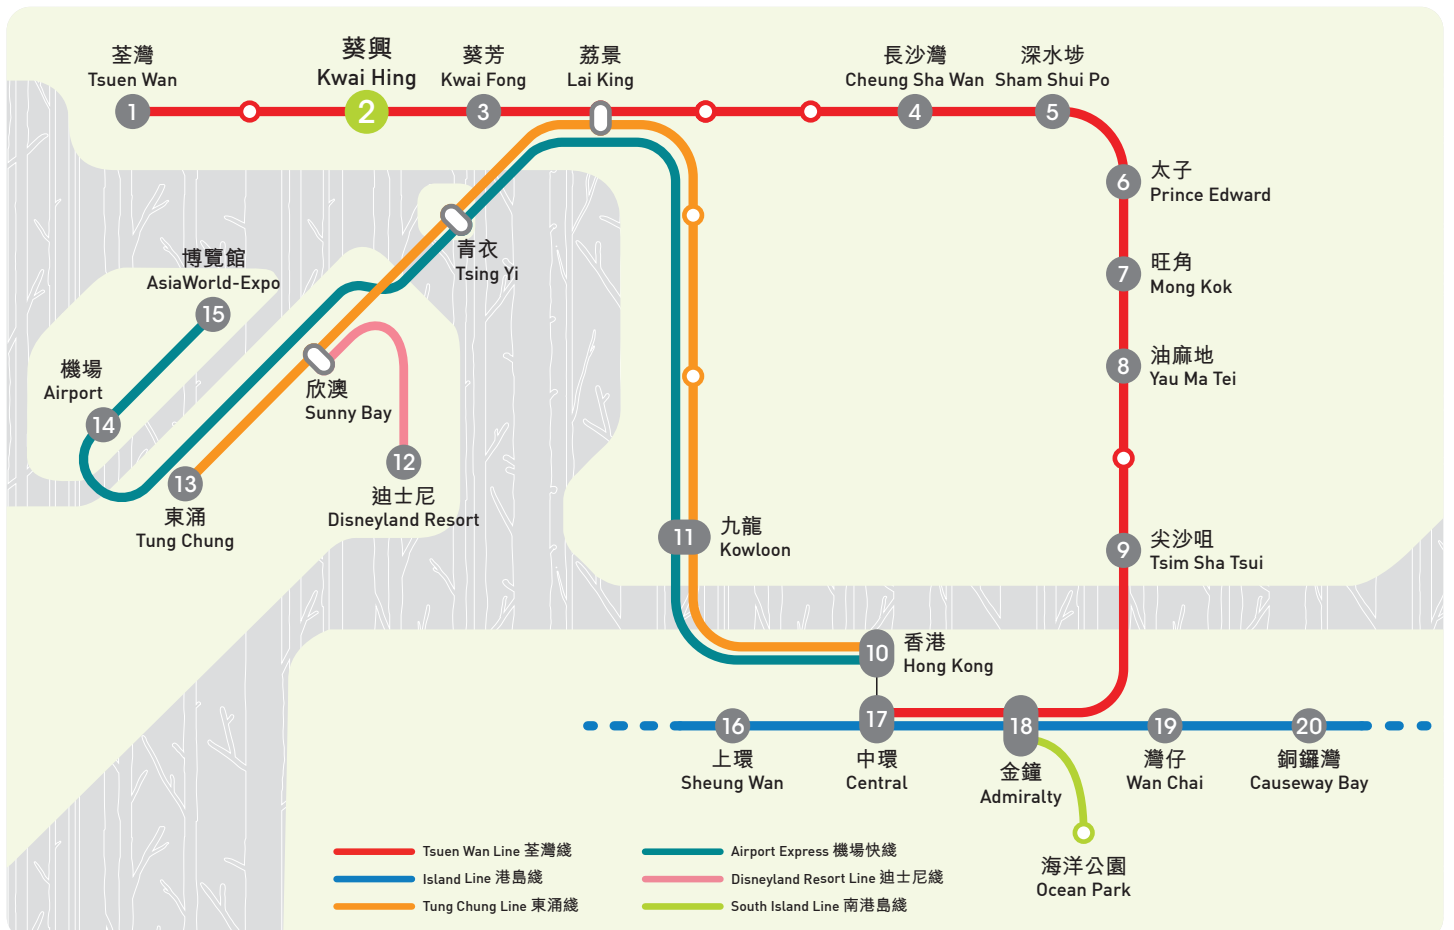 荃灣
Tsuen Wan
1
葵興
Kwai Hing
2
葵芳
Kwai Fong
3
荔景
Lai King
長沙灣
Cheung Sha Wan
4
深水埗
Sham Shui Po
5
太子
Prince Edward
6
旺角
Mong Kok
7
油麻地
Yau Ma Tei
8
尖沙咀
Tsim Sha Tsui
9
青衣
Tsing Yi
博覽館
AsiaWorld-Expo
15
機場
Airport
14
欣澳
Sunny Bay
12
迪士尼
Disneyland Resort
13
東涌
Tung Chung
11
九龍
Kowloon
10
香港
Hong Kong
16
上環
Sheung Wan
17
中環
Central
18
金鐘
Admiralty
19
灣仔
Wan Chai
20
銅鑼灣
Causeway Bay
海洋公園
Ocean Park
Tsuen Wan Line 荃灣綫
Island Line 港島綫
Tung Chung Line 東涌綫
Airport Express 機場快綫
Disneyland Resort Line 迪士尼綫
South Island Line 南港島綫